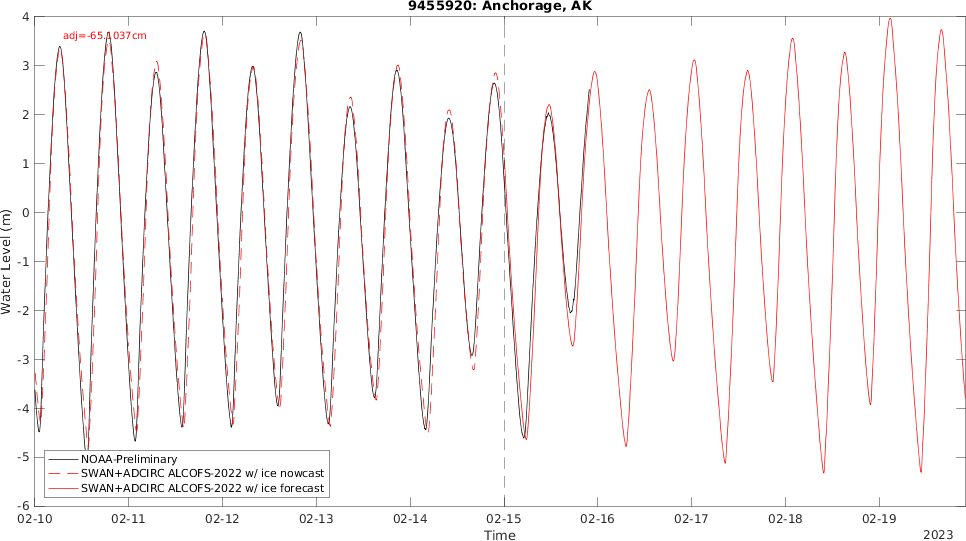 9455920: Anchorage, AK
adj=-65.1037cm
Water Level (m)
4
3
2
1
0
-1
-2
-3
-4
-5
-6
NOAA-Preliminary
SWAN+ADCIRC ALCOFS-2022 w/ ice nowcast
SWAN+ADCIRC ALCOFS-2022 w/ ice forecast
02-10 02-11 02-12 02-13 02-14 02-15 02-16 02-17 02-18 02-19
Time
2023